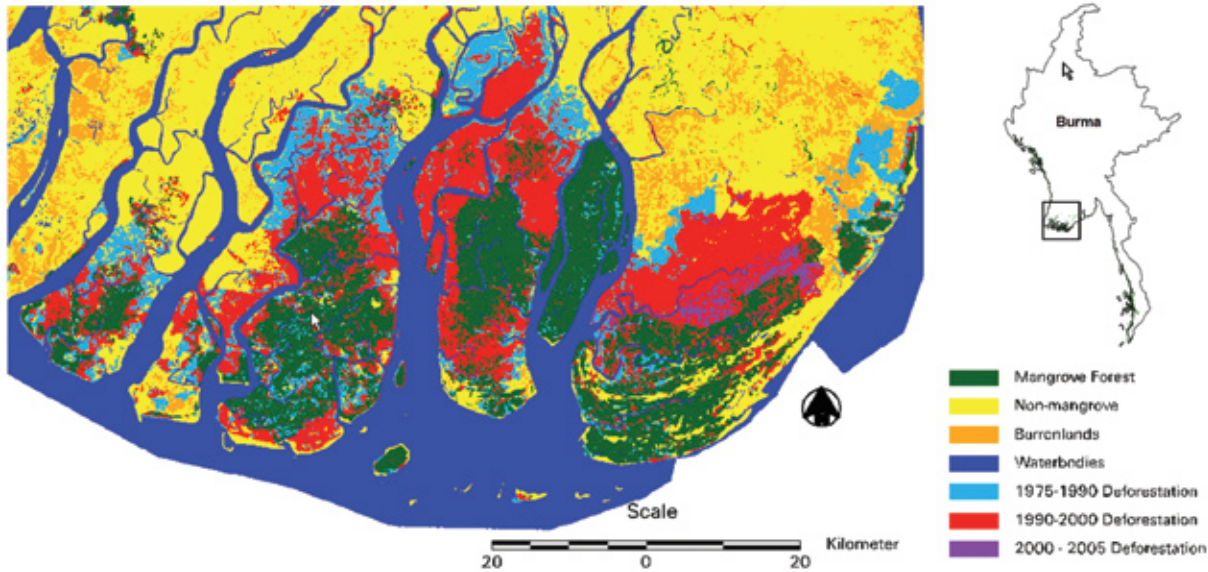 Burma
Mangrove Forest
Non-mangrove
Barrenlands
Waterbodies
1975-1990 Deforestation
1990-2000 Deforestation
2000 - 2005 Deforestation
Scale
Kilometer
20 0 20